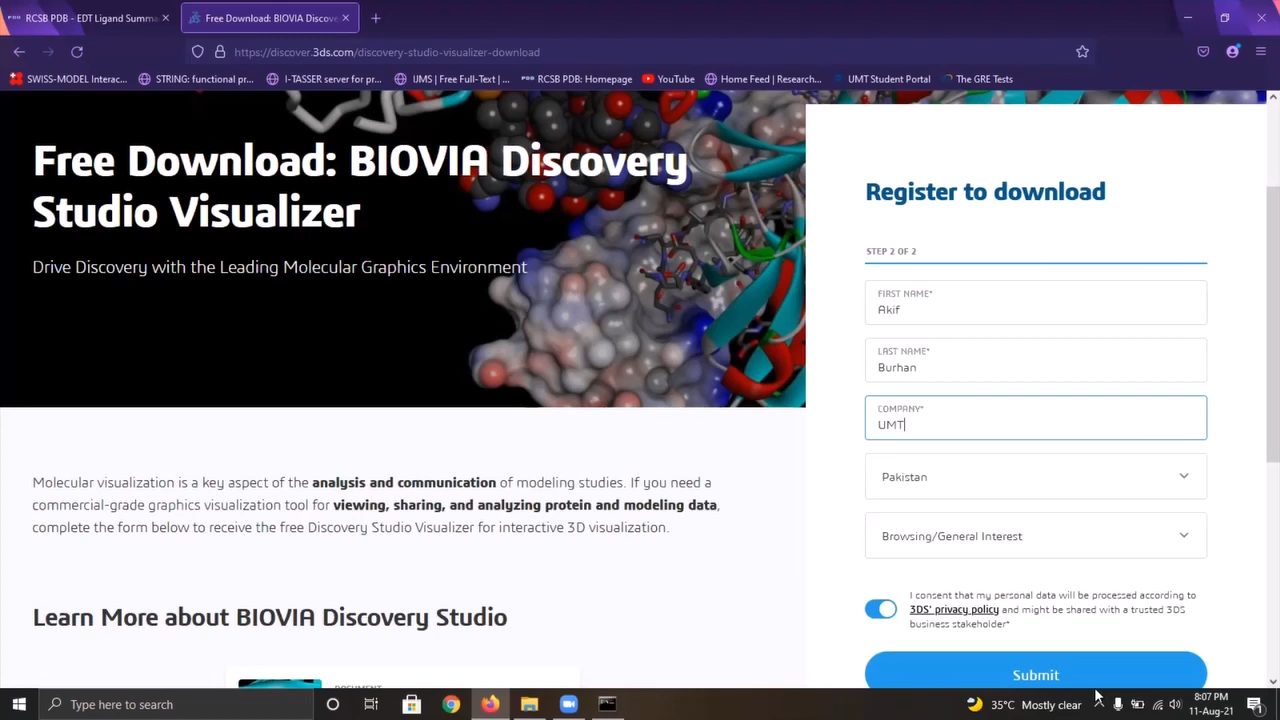 RCSB PDB - EDT Ligand Summa
Free Download: BIOVIA Discove
https://discover.3ds.com/discovery-studio-visualizer-download
SWISS-MODEL Interac...
STRING: functional pr...
I-TASSER server for pr...
IJMS | Free Full-Text | ...
RCSB PDB: Homepage
YouTube
Home Feed | Research...
UMT Student Portal
The GRE Tests
Free Download: BIOVIA Discovery
Studio Visualizer
Drive Discovery with the Leading Molecular Graphics Environment
Register to download
STEP 2 OF 2
FIRST NAME*
Akif
LAST NAME*
Burhan
COMPANY*
UMT
Pakistan
Browsing/General Interest
I consent that my personal data will be processed according to
3DS' privacy policy and might be shared with a trusted 3DS
business stakeholder*
Submit
Molecular visualization is a key aspect of the analysis and communication of modeling studies. If you need a
commercial-grade graphics visualization tool for viewing, sharing, and analyzing protein and modeling data,
complete the form below to receive the free Discovery Studio Visualizer for interactive 3D visualization.
Learn More about BIOVIA Discovery Studio
Type here to search
35°C Mostly clear
8:07 PM
11-Aug-21